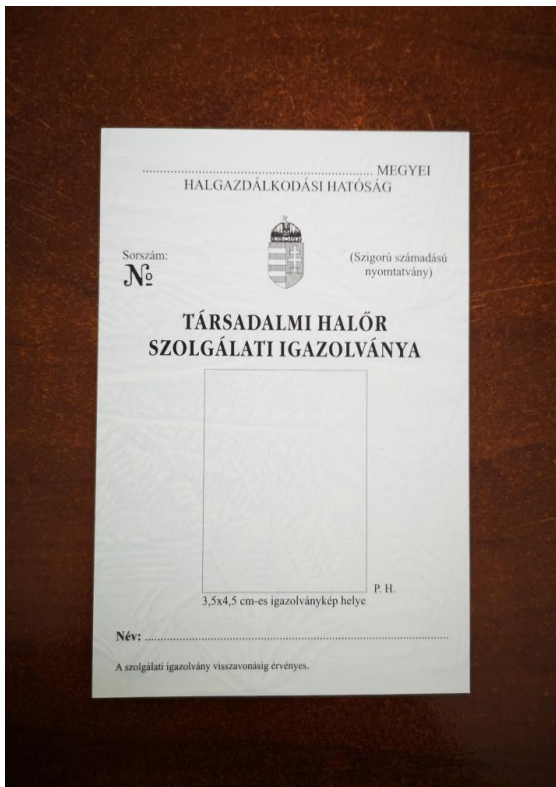 ........................................................ MEGYEI
HALGAZDÁLKODÁSI HATÓSÁG
Sorszám:
№
(Szigorú számadású
nyomtatvány)
TÁRSADALMI HALŐR
SZOLGÁLATI IGAZOLVÁNYA
P. H.
3,5x4,5 cm-es igazolványkép helye
Név: ........................................................................................
A szolgálati igazolvány visszavonásig érvényes.